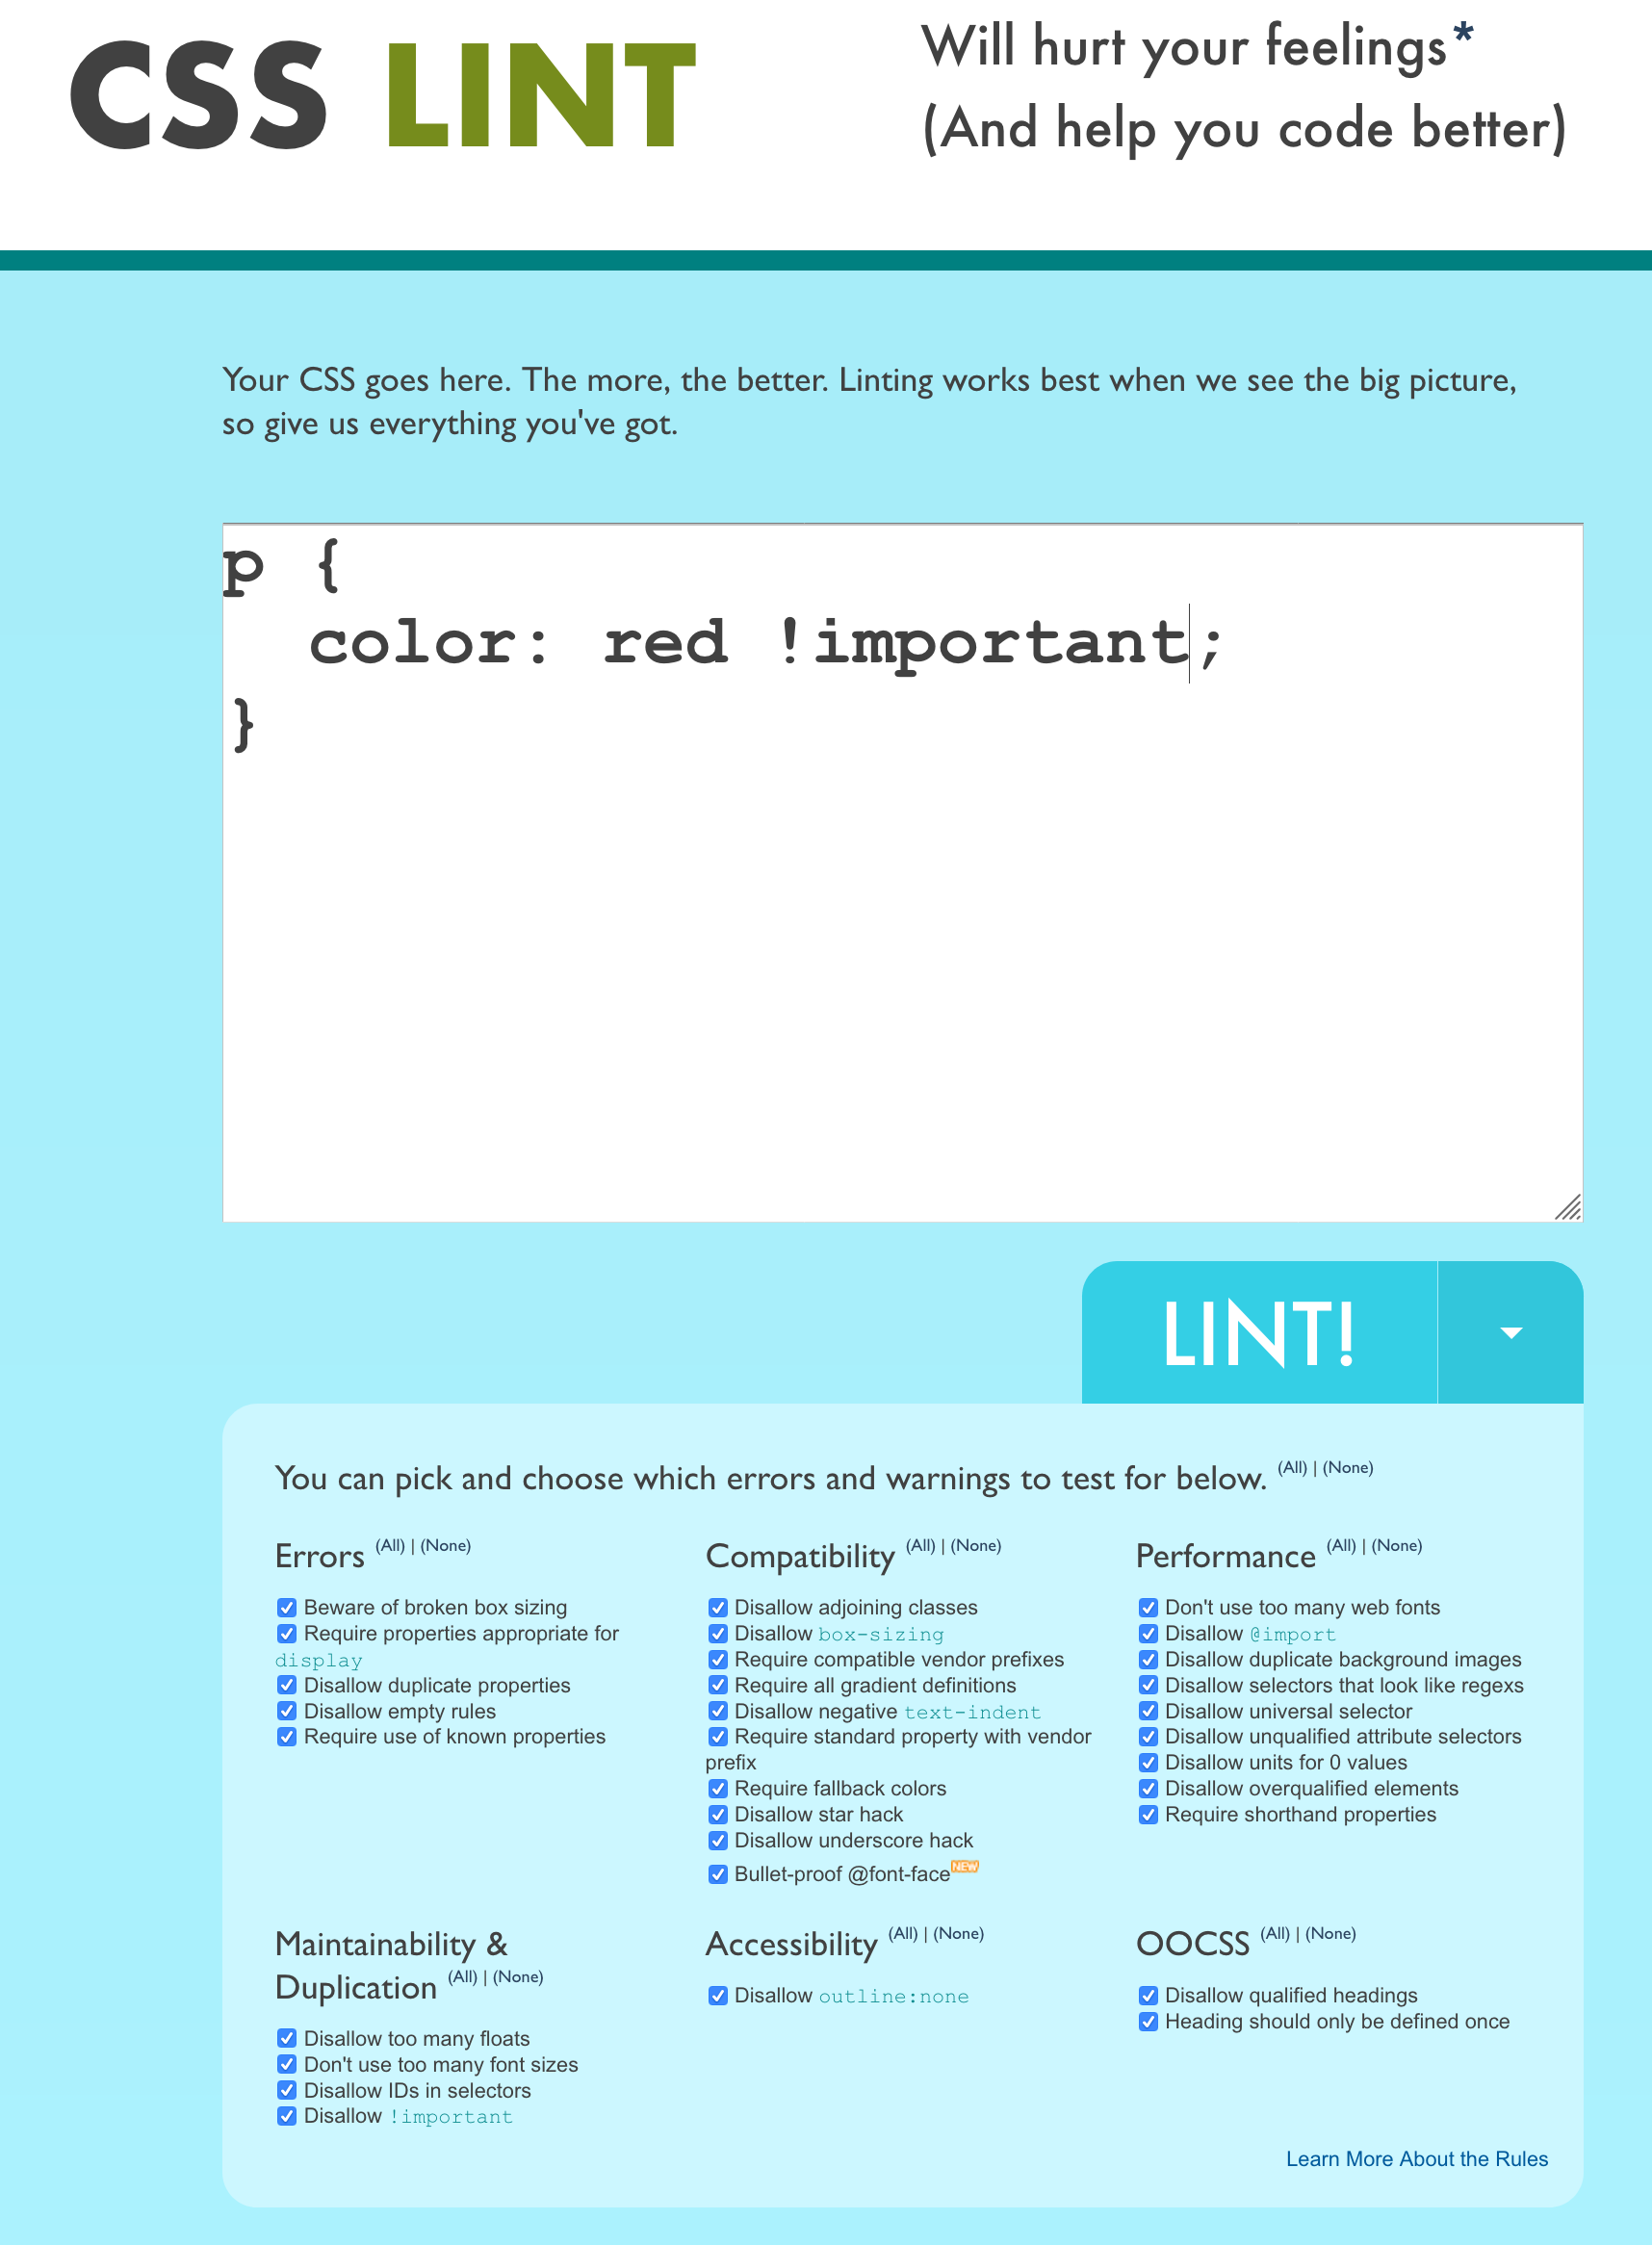 CSS LINT
Will hurt your feelings*
(And help you code better)
Your CSS goes here. The more, the better. Linting works best when we see the big picture,
so give us everything you've got.
p {
  color: red !important;
}
LINT!
You can pick and choose which errors and warnings to test for below. (All) | (None)
Errors (All) | (None)
Beware of broken box sizing
Require properties appropriate for
display
Disallow duplicate properties
Disallow empty rules
Require use of known properties
Compatibility (All) | (None)
Disallow adjoining classes
Disallow box-sizing
Require compatible vendor prefixes
Require all gradient definitions
Disallow negative text-indent
Require standard property with vendor
prefix
Require fallback colors
Disallow star hack
Disallow underscore hack
Bullet-proof @font-face NEW
Performance (All) | (None)
Don't use too many web fonts
Disallow @import
Disallow duplicate background images
Disallow selectors that look like regexs
Disallow universal selector
Disallow unqualified attribute selectors
Disallow units for 0 values
Disallow overqualified elements
Require shorthand properties
Maintainability &
Duplication (All) | (None)
Disallow too many floats
Don't use too many font sizes
Disallow IDs in selectors
Disallow !important
Accessibility (All) | (None)
Disallow outline:none
OOCSS (All) | (None)
Disallow qualified headings
Heading should only be defined once
Learn More About the Rules